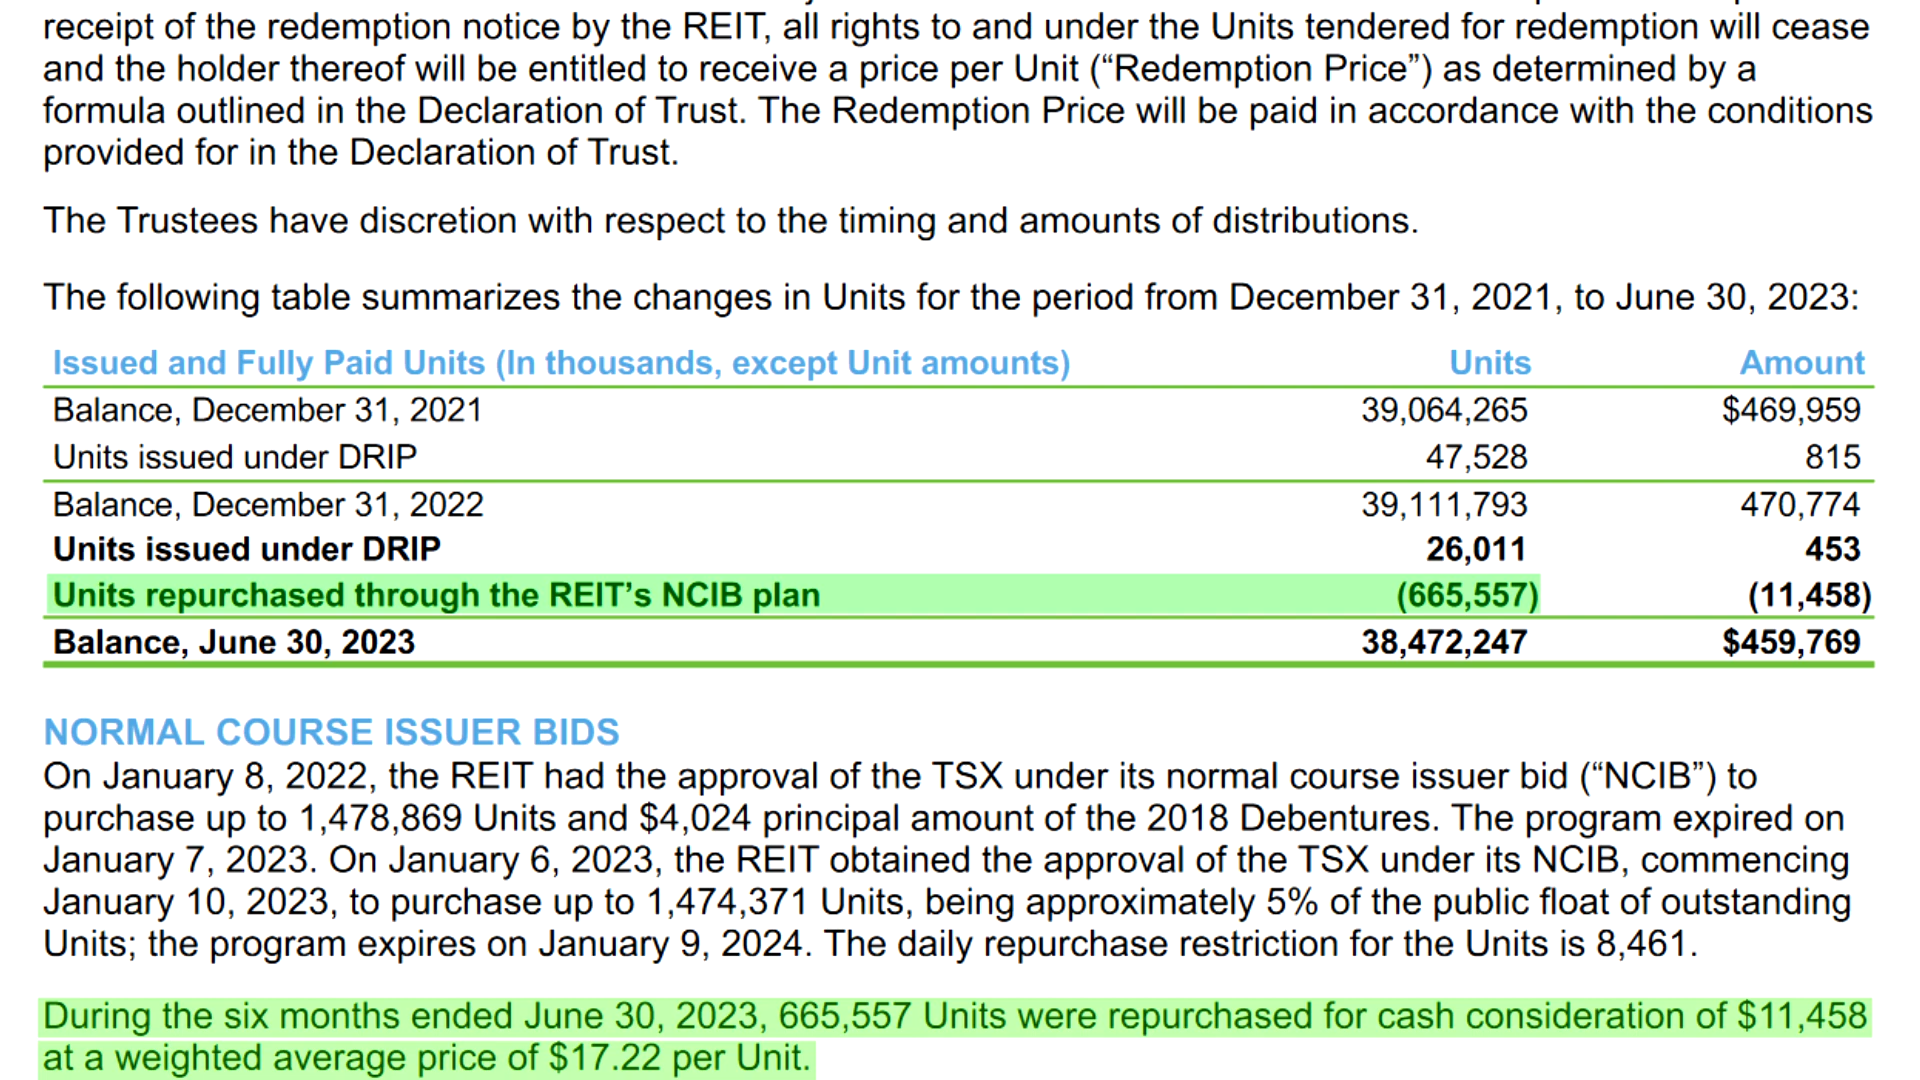 receipt of the redemption notice by the REIT, all rights to and under the Units tendered for redemption will cease
and the holder thereof will be entitled to receive a price per Unit (“Redemption Price”) as determined by a
formula outlined in the Declaration of Trust. The Redemption Price will be paid in accordance with the conditions
provided for in the Declaration of Trust.
The Trustees have discretion with respect to the timing and amounts of distributions.
The following table summarizes the changes in Units for the period from December 31, 2021, to June 30, 2023:
Issued and Fully Paid Units (In thousands, except Unit amounts) Units Amount
Balance, December 31, 2021 39,064,265 $469,959
Units issued under DRIP 47,528 815
Balance, December 31, 2022 39,111,793 470,774
Units issued under DRIP 26,011 453
Units repurchased through the REIT’s NCIB plan (665,557) (11,458)
Balance, June 30, 2023 38,472,247 $459,769
NORMAL COURSE ISSUER BIDS
On January 8, 2022, the REIT had the approval of the TSX under its normal course issuer bid (“NCIB”) to
purchase up to 1,478,869 Units and $4,024 principal amount of the 2018 Debentures. The program expired on
January 7, 2023. On January 6, 2023, the REIT obtained the approval of the TSX under its NCIB, commencing
January 10, 2023, to purchase up to 1,474,371 Units, being approximately 5% of the public float of outstanding
Units; the program expires on January 9, 2024. The daily repurchase restriction for the Units is 8,461.
During the six months ended June 30, 2023, 665,557 Units were repurchased for cash consideration of $11,458
at a weighted average price of $17.22 per Unit.